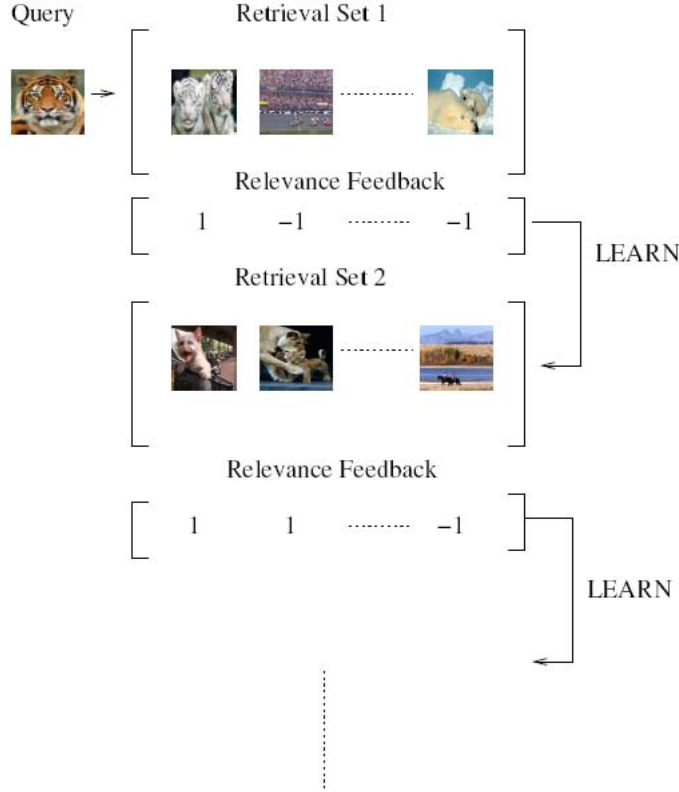 Query
Retrieval Set 1
Relevance Feedback
1 −1 −1
LEARN
Retrieval Set 2
Relevance Feedback
1 1 −1
LEARN